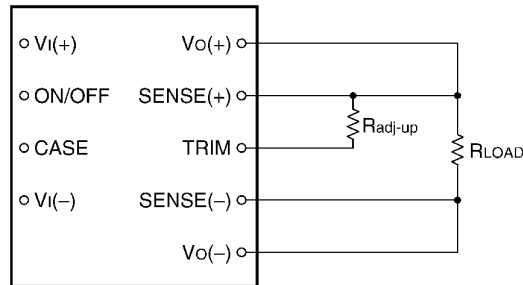 VI(+) VO(+)
ON/OFF SENSE(+)
Radj-up
CASE TRIM
RLOAD
VI(–) SENSE(–)
VO(–)